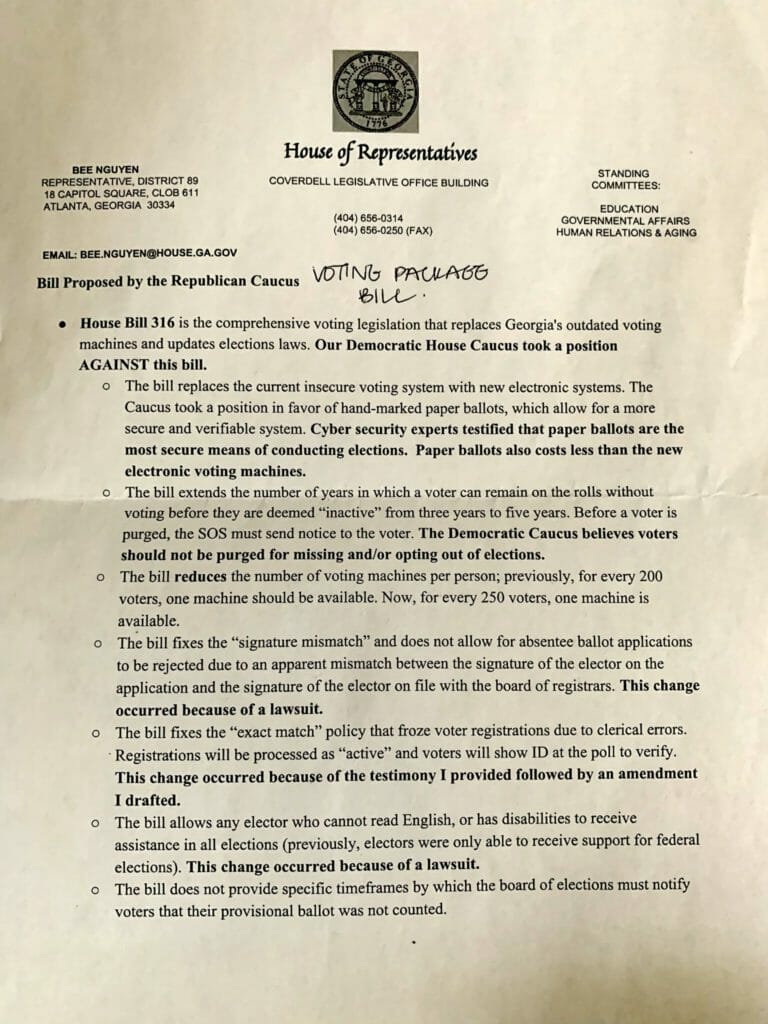 STATE OF GEORGIA
1776
House of Representatives
BEE NGUYEN
REPRESENTATIVE, DISTRICT 89
18 CAPITOL SQUARE, CLOB 611
ATLANTA, GEORGIA 30334
COVERDELL LEGISLATIVE OFFICE BUILDING
(404) 656-0314
(404) 656-0250 (FAX)
STANDING
COMMITTEES:
EDUCATION
GOVERNMENTAL AFFAIRS
HUMAN RELATIONS & AGING
EMAIL: BEE.NGUYEN@HOUSE.GA.GOV
Bill Proposed by the Republican Caucus VOTING PACKAGE
BILL.
● House Bill 316 is the comprehensive voting legislation that replaces Georgia's outdated voting
machines and updates elections laws. Our Democratic House Caucus took a position
AGAINST this bill.
○ The bill replaces the current insecure voting system with new electronic systems. The
Caucus took a position in favor of hand-marked paper ballots, which allow for a more
secure and verifiable system. Cyber security experts testified that paper ballots are the
most secure means of conducting elections. Paper ballots also costs less than the new
electronic voting machines.
○ The bill extends the number of years in which a voter can remain on the rolls without
voting before they are deemed “inactive” from three years to five years. Before a voter is
purged, the SOS must send notice to the voter. The Democratic Caucus believes voters
should not be purged for missing and/or opting out of elections.
○ The bill reduces the number of voting machines per person; previously, for every 200
voters, one machine should be available. Now, for every 250 voters, one machine is
available.
○ The bill fixes the “signature mismatch” and does not allow for absentee ballot applications
to be rejected due to an apparent mismatch between the signature of the elector on the
application and the signature of the elector on file with the board of registrars. This change
occurred because of a lawsuit.
○ The bill fixes the “exact match” policy that froze voter registrations due to clerical errors.
Registrations will be processed as “active” and voters will show ID at the poll to verify.
This change occurred because of the testimony I provided followed by an amendment
I drafted.
○ The bill allows any elector who cannot read English, or has disabilities to receive
assistance in all elections (previously, electors were only able to receive support for federal
elections). This change occurred because of a lawsuit.
○ The bill does not provide specific timeframes by which the board of elections must notify
voters that their provisional ballot was not counted.